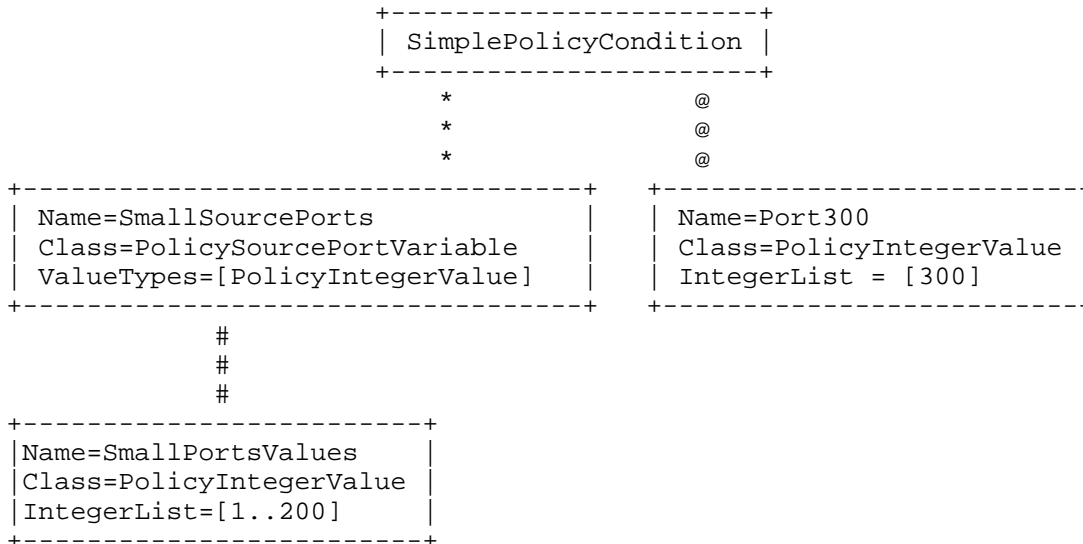 +-----------------------+
| SimplePolicyCondition |
+-----------------------+
* @
* @
* @
+-----------------------------------+ +---------------------------
| Name=SmallSourcePorts | | Name=Port300
| Class=PolicySourcePortVariable | | Class=PolicyIntegerValue
| ValueTypes=[PolicyIntegerValue] | | IntegerList = [300]
+-----------------------------------+ +---------------------------
#
#
#
+-------------------------+
|Name=SmallPortsValues |
|Class=PolicyIntegerValue |
|IntegerList=[1..200] |
+-------------------------+